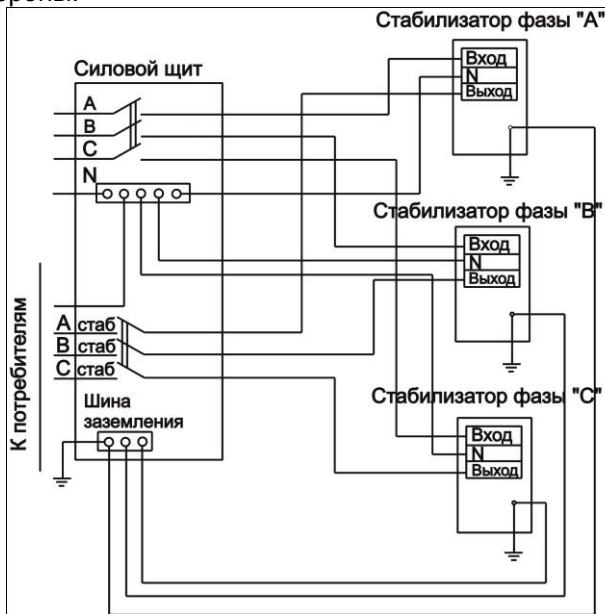 Стабилизатор фазы "А"
Силовой щит
Вход
N
Выход
A
B
C
N
Стабилизатор фазы "В"
Вход
N
Выход
К потребителям
A стаб
B стаб
C стаб
Шина
заземления
Стабилизатор фазы "С"
Вход
N
Выход